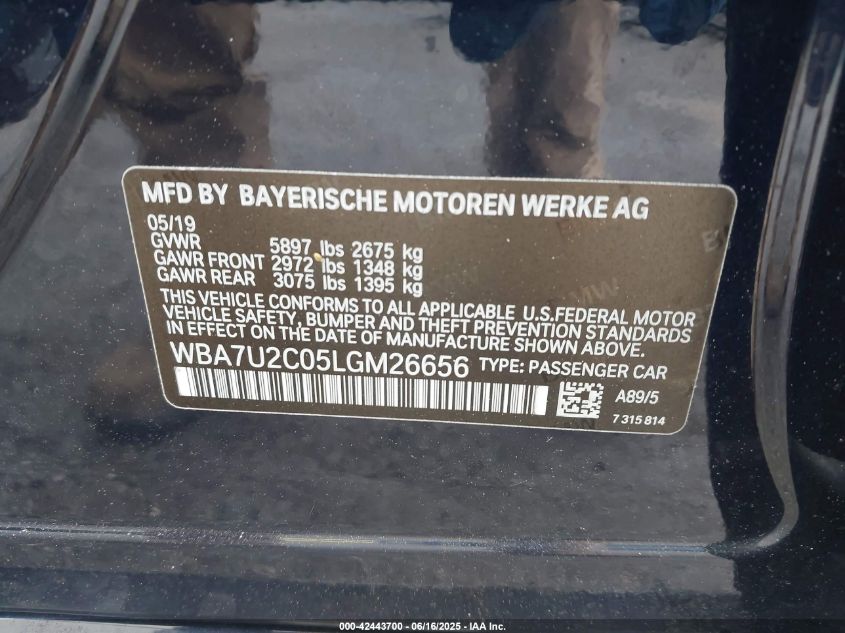 MFD BY BAYERISCHE MOTOREN WERKE AG
05/19
GVWR 5897 lbs 2675 kg
GAWR FRONT 2972 lbs 1348 kg
GAWR REAR 3075 lbs 1395 kg
THIS VEHICLE CONFORMS TO ALL APPLICABLE U.S.FEDERAL MOTOR
VEHICLE SAFETY, BUMPER AND THEFT PREVENTION STANDARDS
IN EFFECT ON THE DATE OF MANUFACTURE SHOWN ABOVE.
WBA7U2C05LGM26656 TYPE: PASSENGER CAR
A89/5
7 315 814
000-42443700 - 06/16/2025 - IAA Inc.